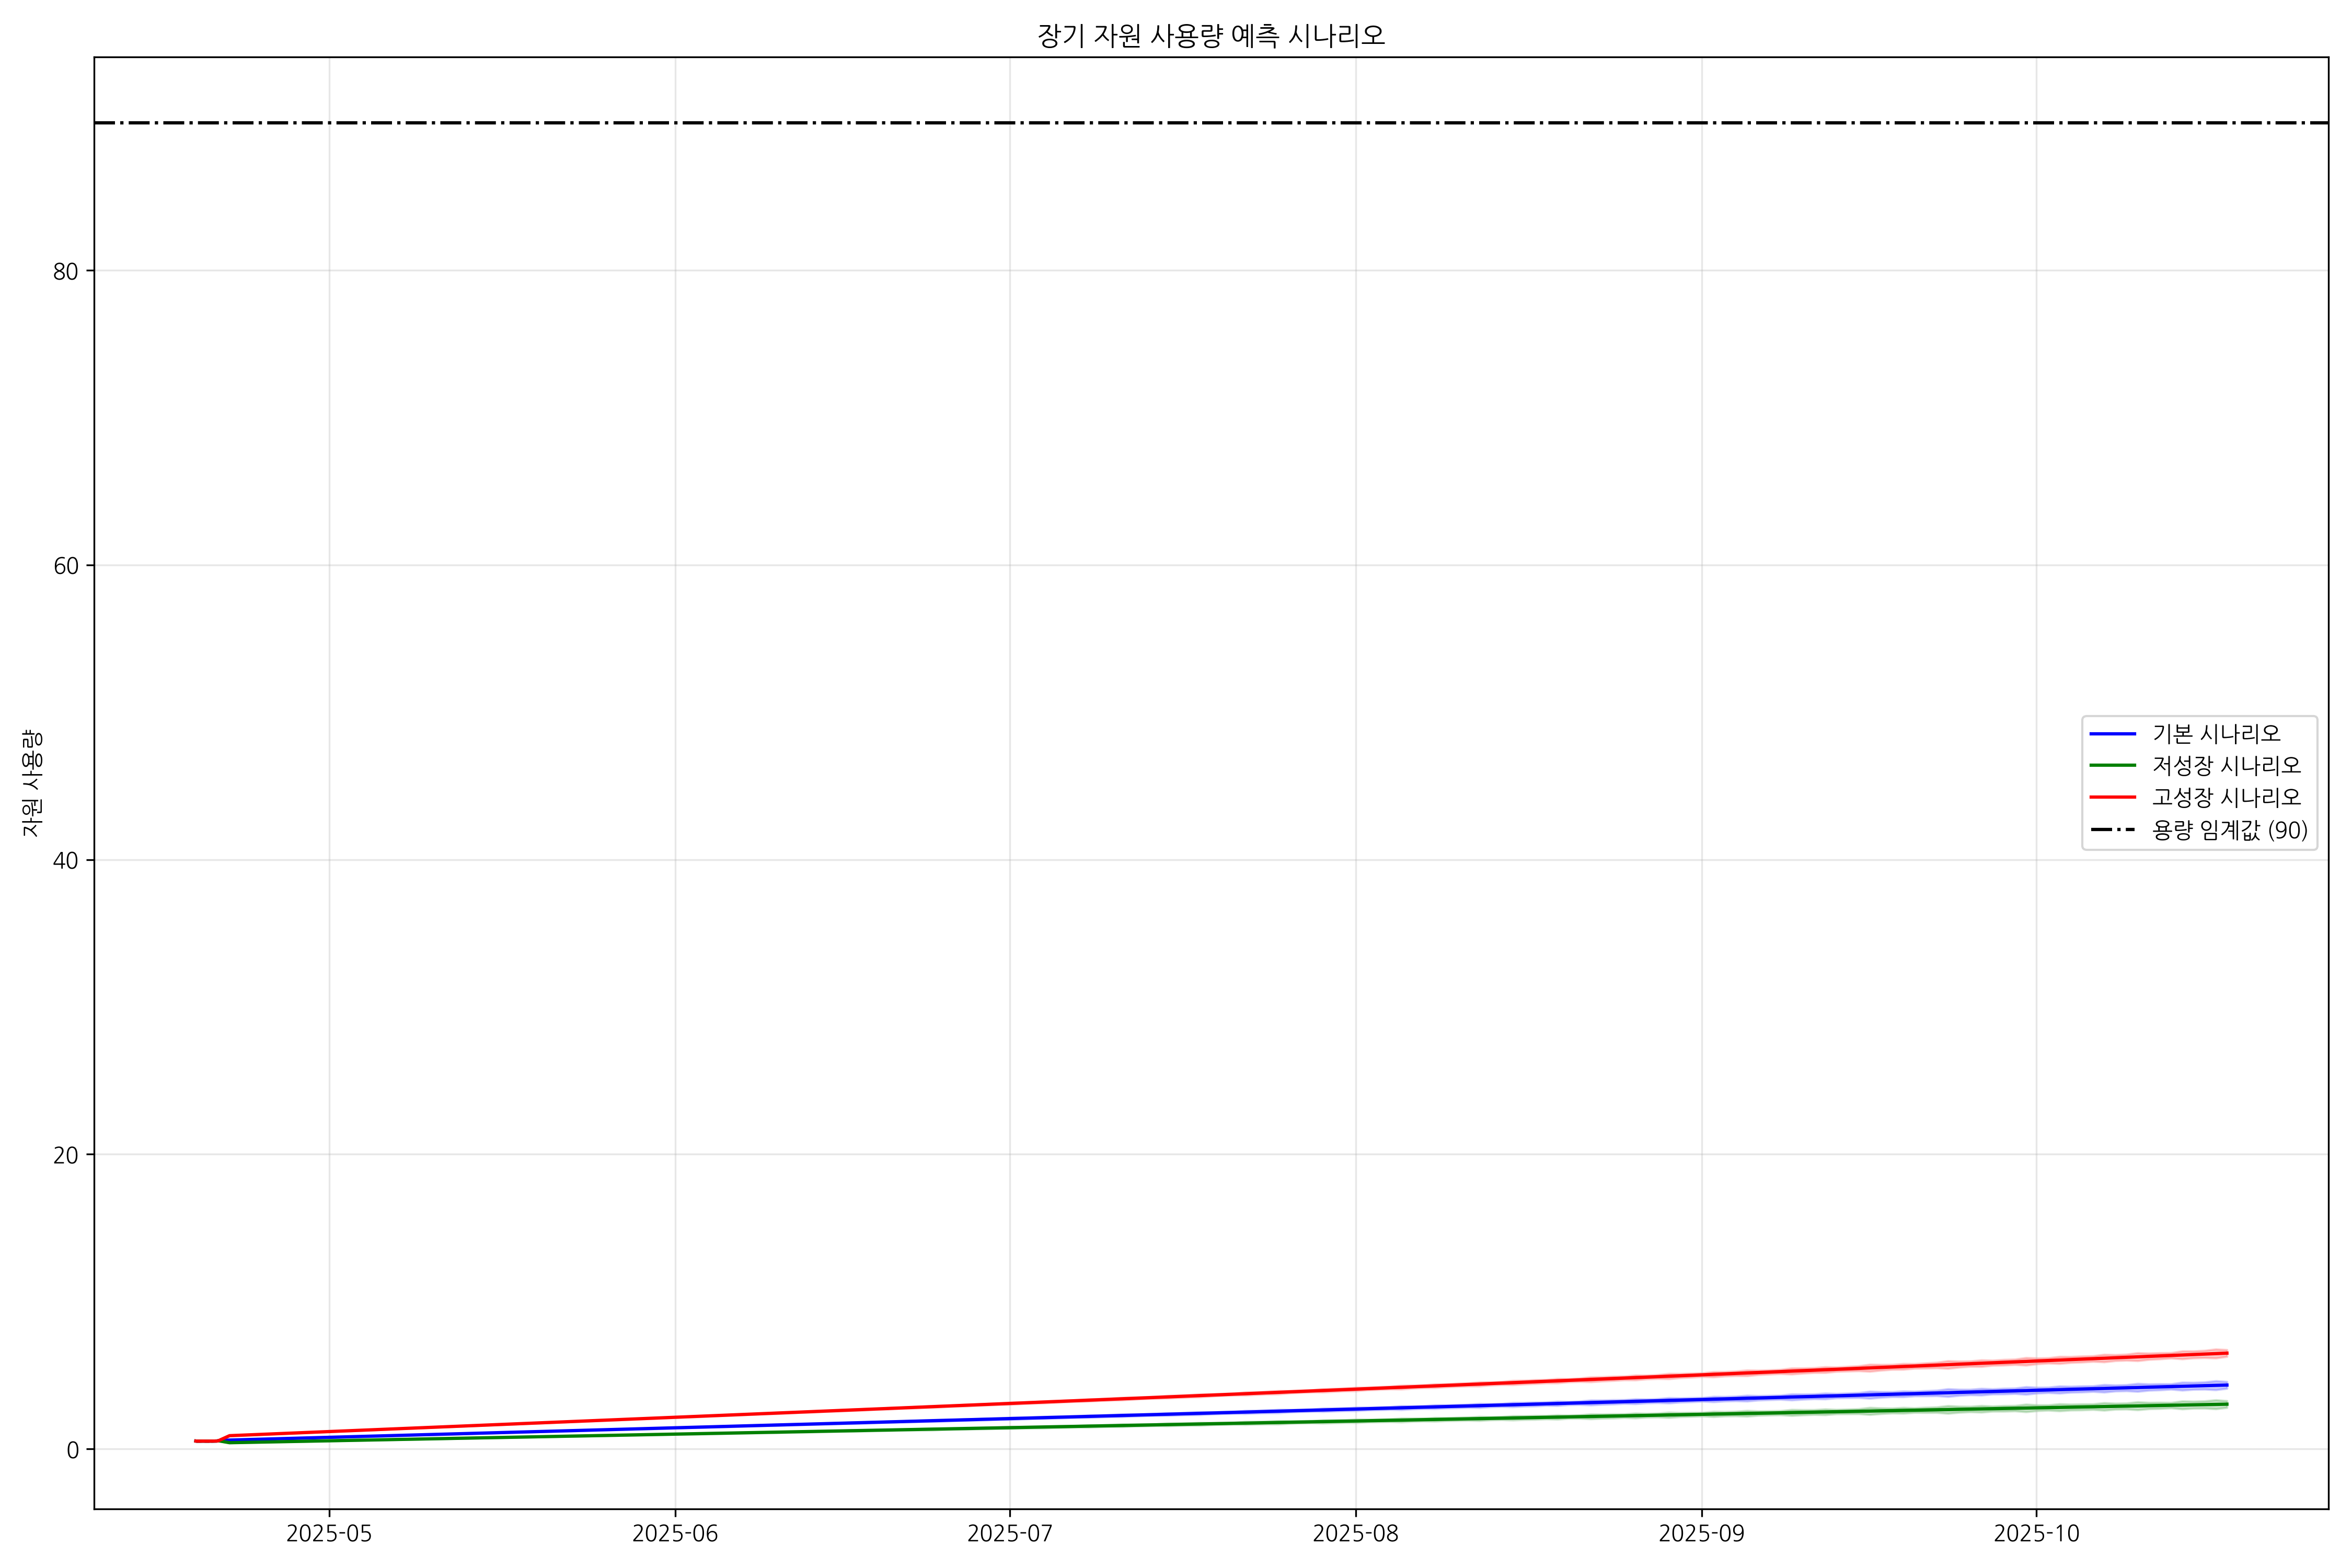 장기 자원 사용량 예측 시나리오
자원 사용량
80
60
40
20
0
기본 시나리오
저성장 시나리오
고성장 시나리오
용량 임계값 (90)
2025-05
2025-06
2025-07
2025-08
2025-09
2025-10